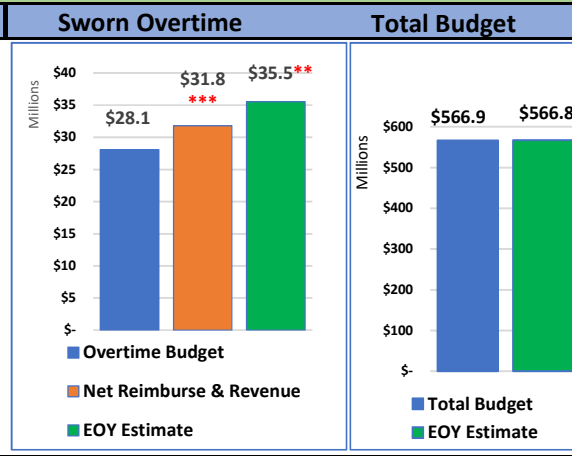 Sworn Overtime
Total Budget
Millions
$40
$35
$30
$25
$20
$15
$10
$5
$-
$28.1
$31.8
***
$35.5**
Overtime Budget
Net Reimburse & Revenue
EOY Estimate
Millions
$600
$500
$400
$300
$200
$100
$-
$566.9
$566.8
Total Budget
EOY Estimate